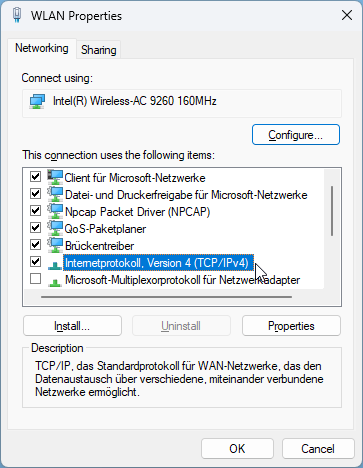 WLAN Properties
Networking
Sharing
Connect using:
Intel(R) Wireless-AC 9260 160MHz
Configure...
This connection uses the following items:
Client für Microsoft-Netzwerke
Datei- und Druckerfreigabe für Microsoft-Netzwerke
Npcap Packet Driver (NPCAP)
QoS-Paketplaner
Brückentreiber
Internetprotokoll, Version 4 (TCP/IPv4)
Microsoft-Multiplexorprotokoll für Netzwerkadapter
Install...
Uninstall
Properties
Description
TCP/IP, das Standardprotokoll für WAN-Netzwerke, das den
Datenaustausch über verschiedene, miteinander verbundene
Netzwerke ermöglicht.
OK
Cancel